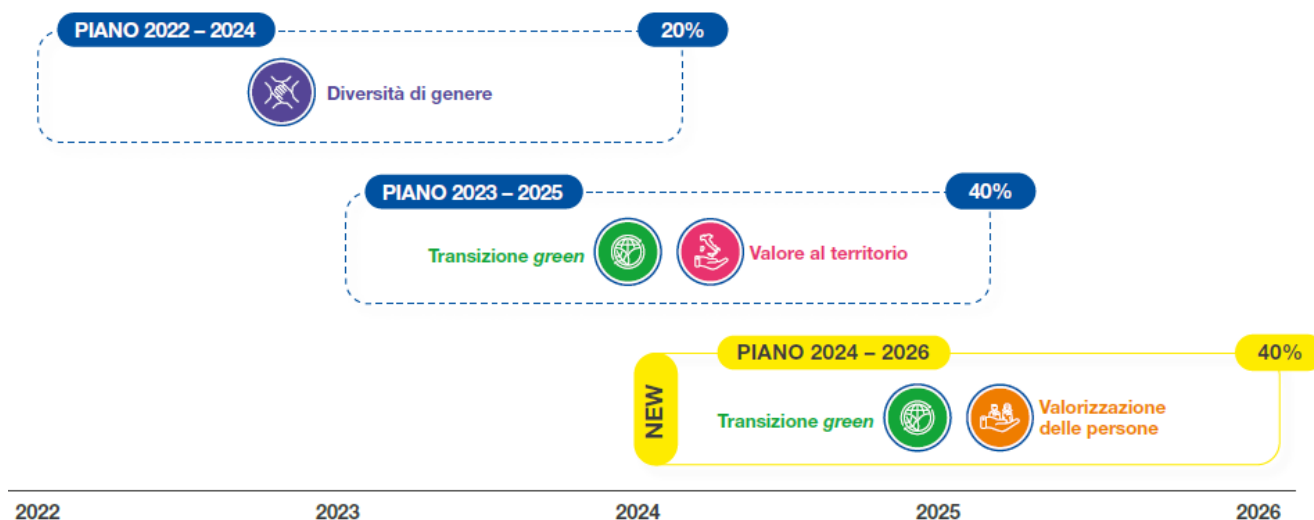 PIANO 2022 – 2024
20%
Diversità di genere
PIANO 2023 – 2025
40%
Transizione green
Valore al territorio
PIANO 2024 – 2026
40%
NEW
Transizione green
Valorizzazione
delle persone
2022
2023
2024
2025
2026